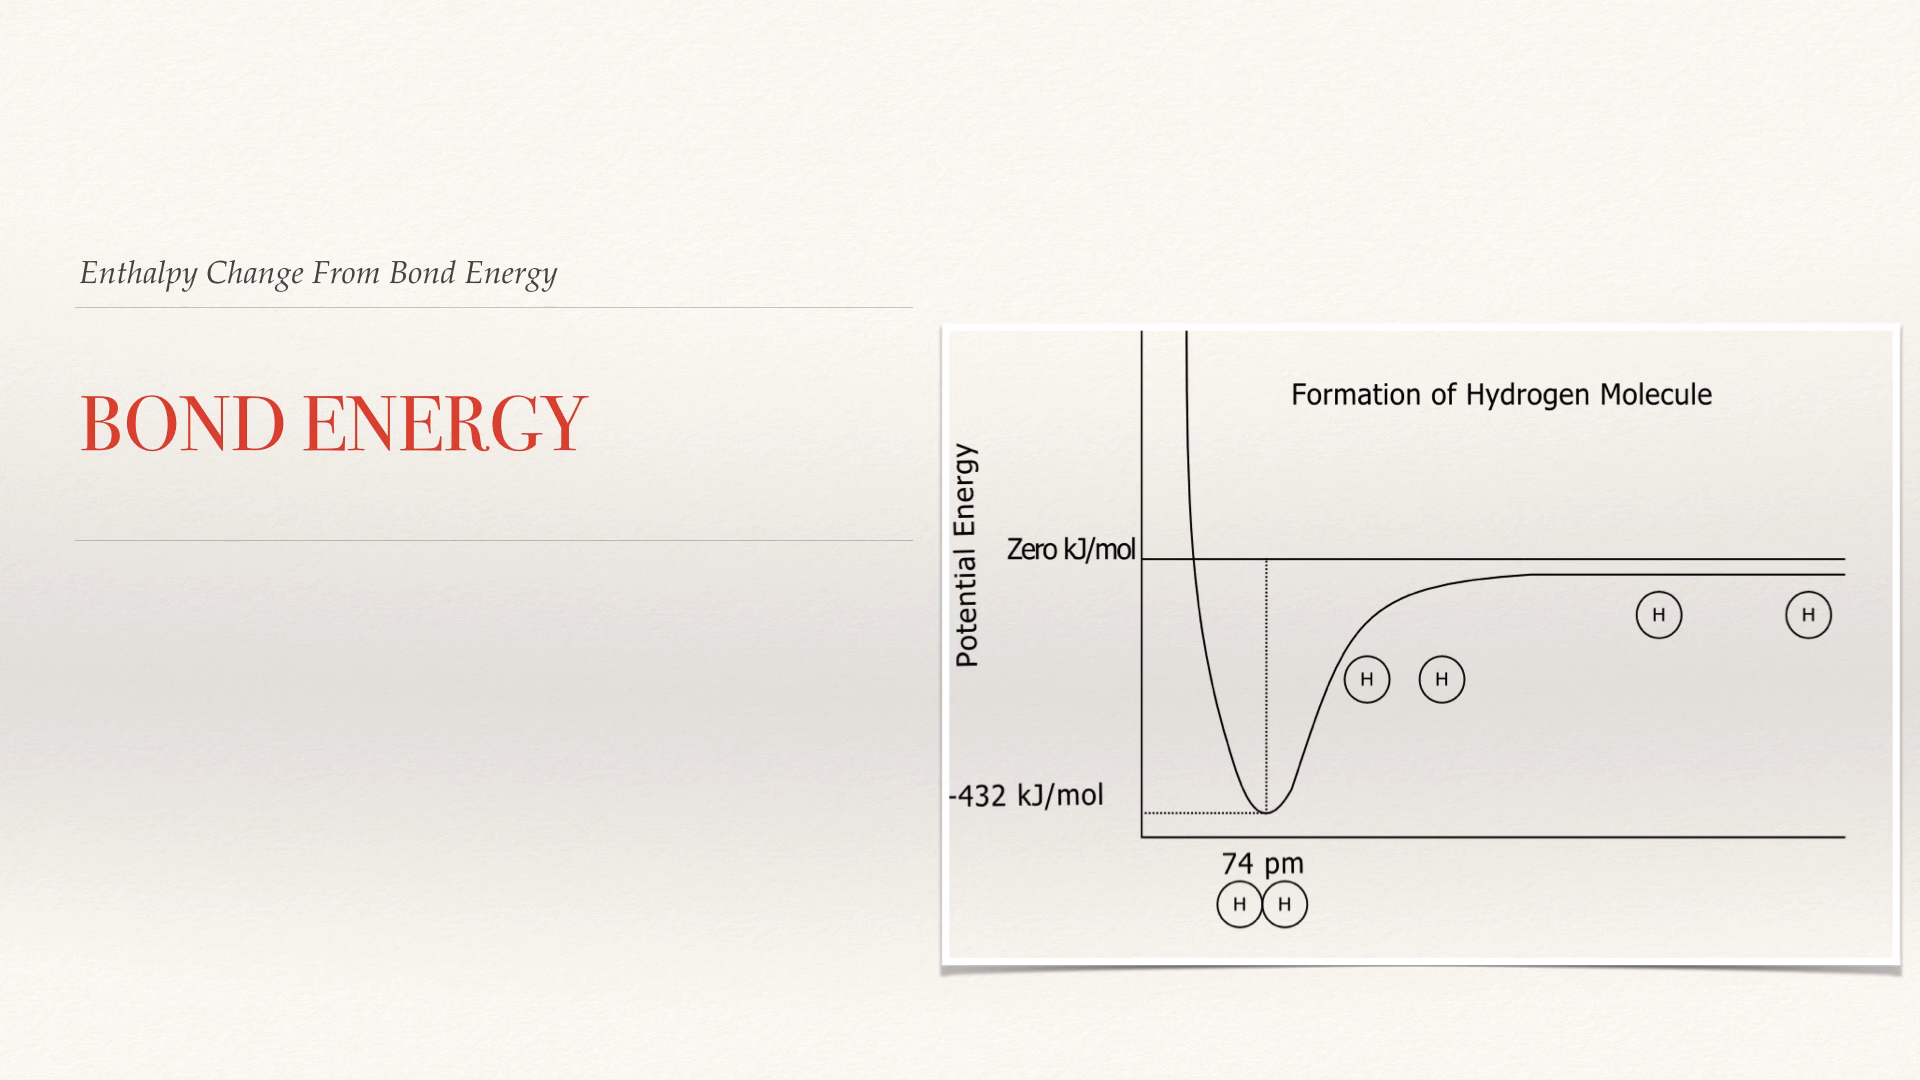 Enthalpy Change From Bond Energy
BOND ENERGY
Formation of Hydrogen Molecule
Potential Energy
Zero kJ/mol
H H
H H
-432 kJ/mol
74 pm
H H